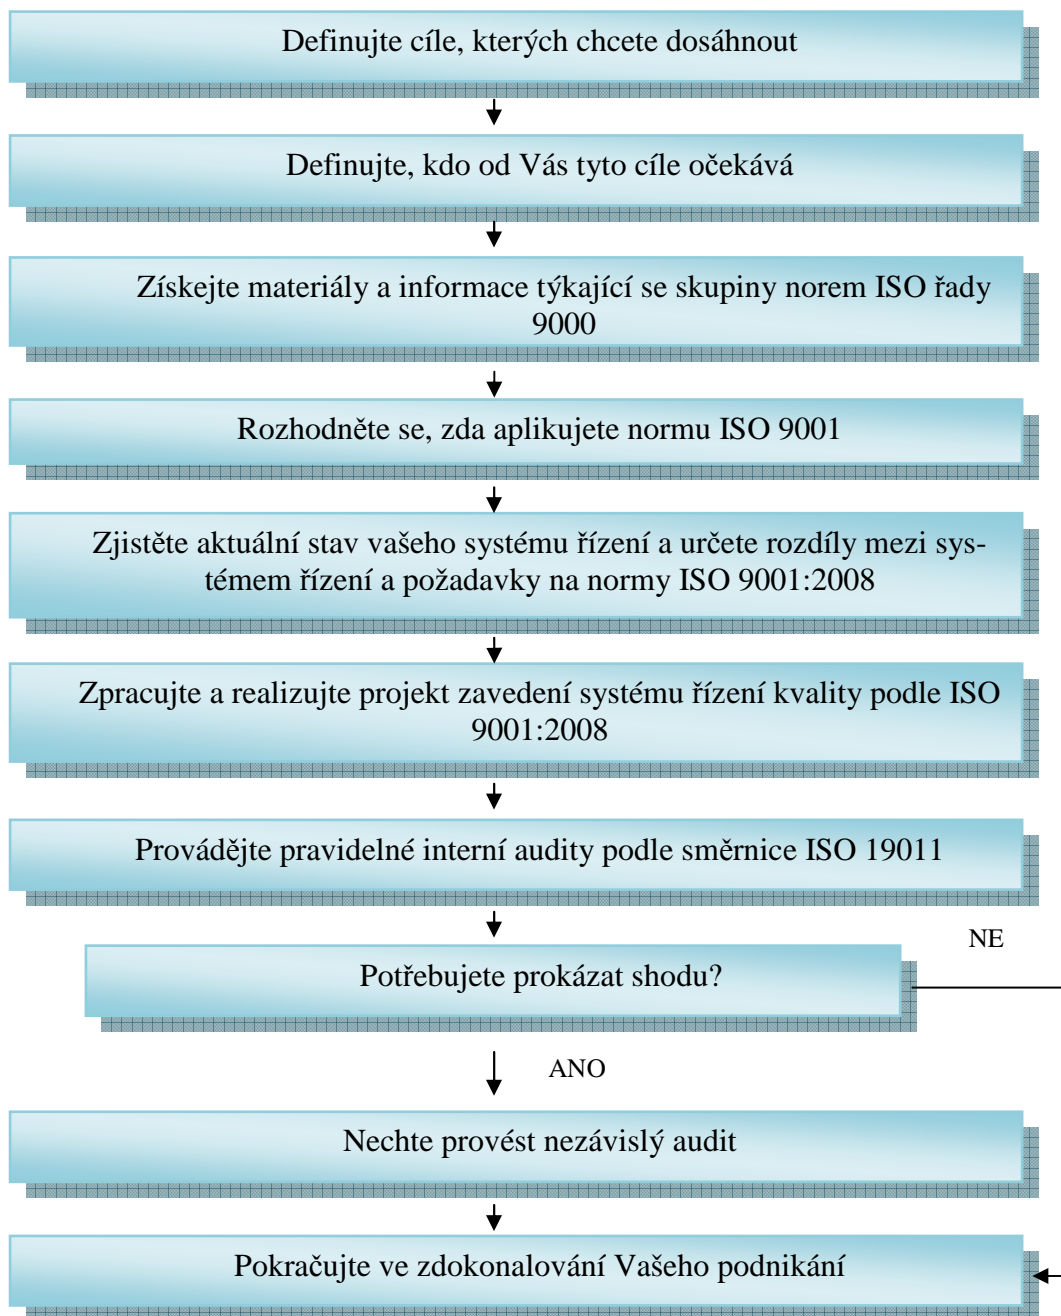 Definujte cíle, kterých chcete dosáhnout
Definujte, kdo od Vás tyto cíle očekává
Získejte materiály a informace týkající se skupiny norem ISO řady
9000
Rozhodněte se, zda aplikujete normu ISO 9001
Zjistěte aktuální stav vašeho systému řízení a určete rozdíly mezi sys-
témem řízení a požadavky na normy ISO 9001:2008
Zpracujte a realizujte projekt zavedení systému řízení kvality podle ISO
9001:2008
Provádějte pravidelné interní audity podle směrnice ISO 19011
NE
Potřebujete prokázat shodu?
ANO
Nechte provést nezávislý audit
Pokračujte ve zdokonalování Vašeho podnikání